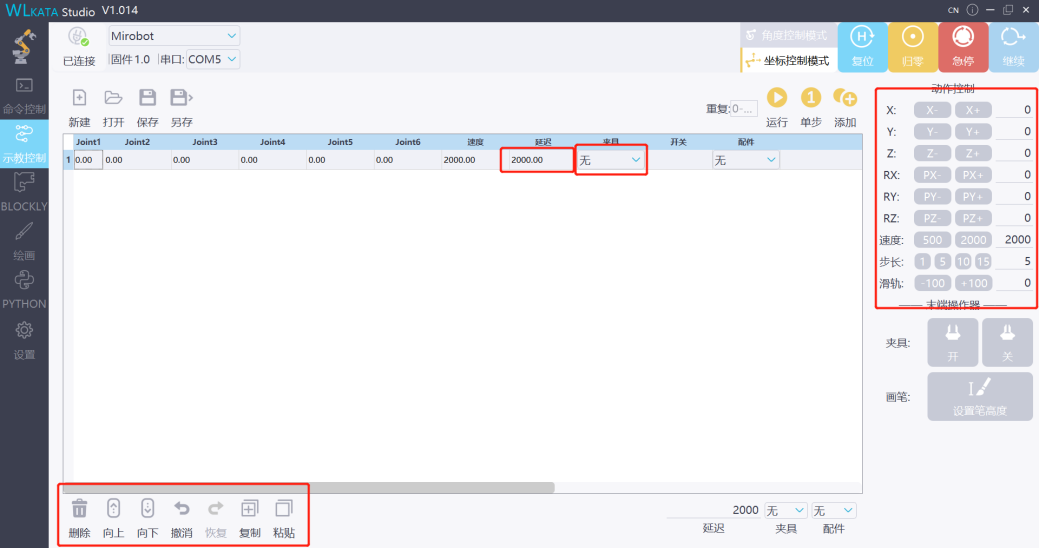 WLKATA Studio V1.014 CN
Mirobot
已连接 固件1.0 串口: COM5
角度控制模式
坐标控制模式
复位 归零 急停 继续
命令控制
示教控制
BLOCKLY
绘画
PYTHON
设置
新建 打开 保存 另存
重复: 0-...
运行 单步 添加
Joint1 Joint2 Joint3 Joint4 Joint5 Joint6 速度 延迟 夹具 开关 配件
1 0.00 0.00 0.00 0.00 0.00 0.00 2000.00 2000.00 无 无
动作控制
X: X- X+ 0
Y: Y- Y+ 0
Z: Z- Z+ 0
RX: PX- PX+ 0
RY: PY- PY+ 0
RZ: PZ- PZ+ 0
速度: 500 2000 2000
步长: 1 5 10 15 5
滑轨: -100 +100 0
末端操作器
夹具: 开 关
画笔: 设置笔高度
删除 向上 向下 撤消 恢复 复制 粘贴
2000 无 无
延迟 夹具 配件